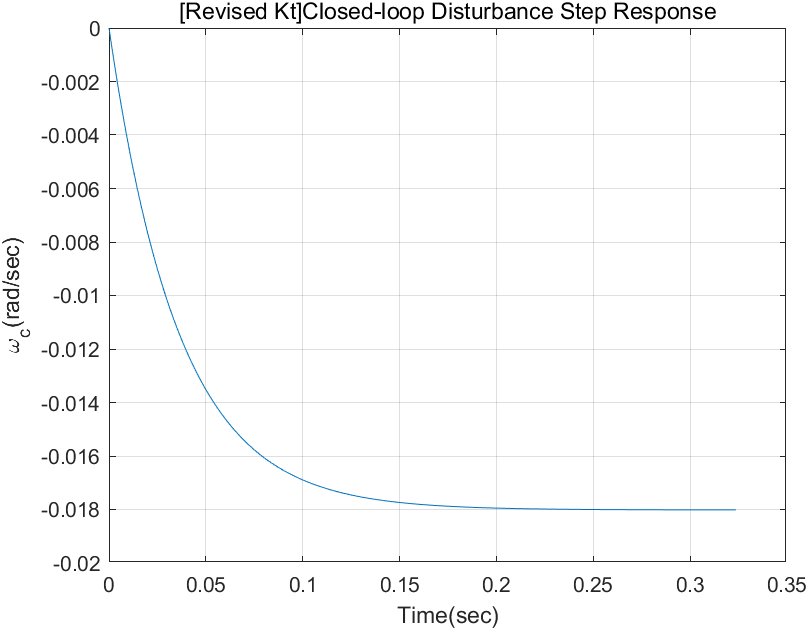 [Revised Kt]Closed-loop Disturbance Step Response
0
-0.002
-0.004
-0.006
-0.008
-0.01
-0.012
-0.014
-0.016
-0.018
-0.02
ω_c(rad/sec)
0 0.05 0.1 0.15 0.2 0.25 0.3 0.35
Time(sec)